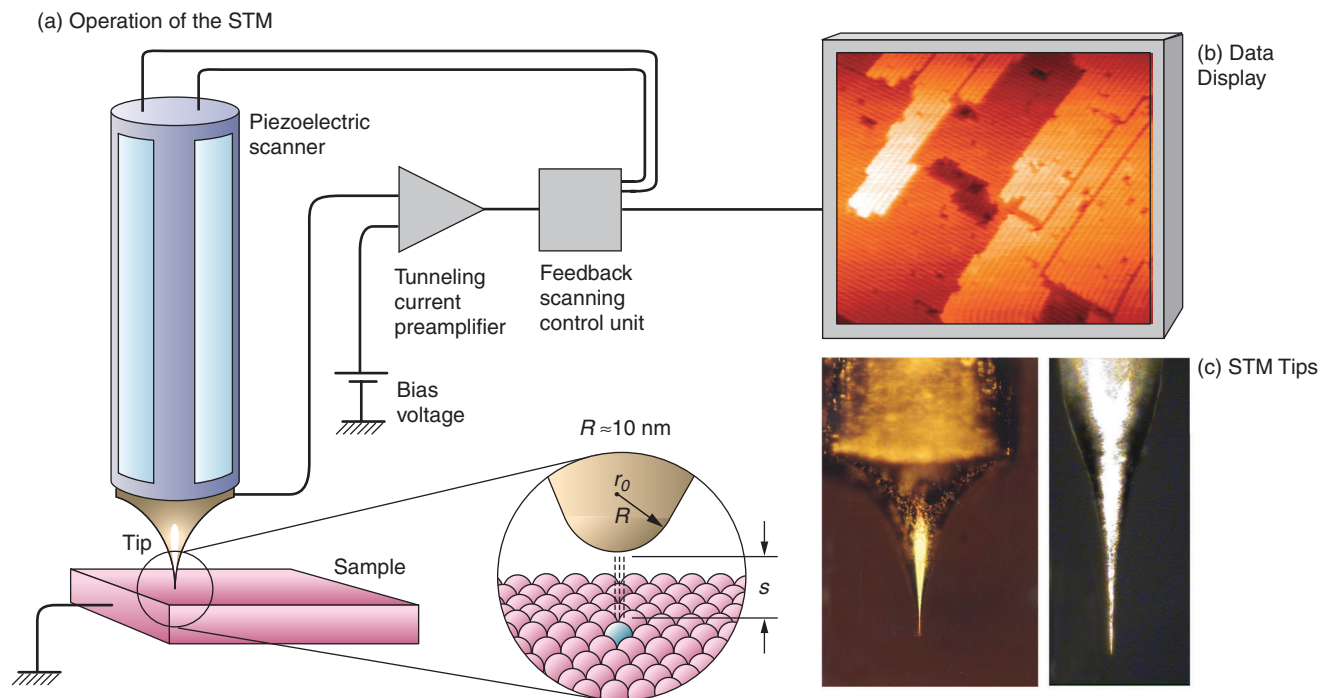 (a) Operation of the STM
(b) Data
Display
Piezoelectric
scanner
Tunneling
current
preamplifier
Feedback
scanning
control unit
Bias
voltage
(c) STM Tips
R ≈10 nm
r0
R
Tip
Sample
s